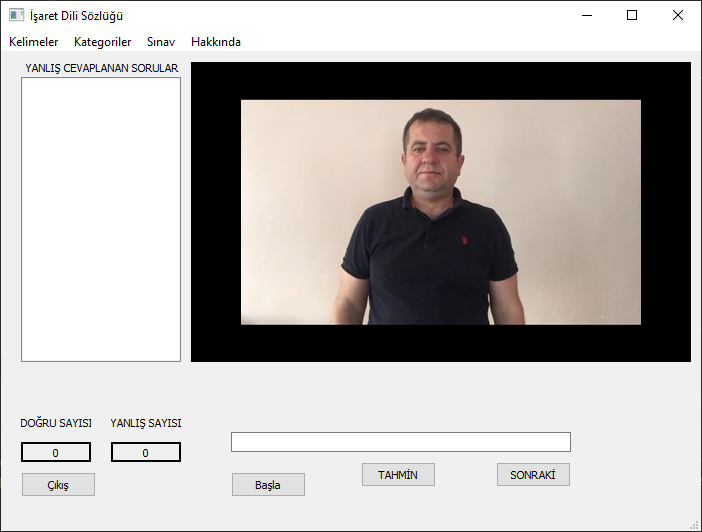 İşaret Dili Sözlüğü
Kelimeler Kategoriler Sınav Hakkında
YANLIŞ CEVAPLANAN SORULAR
DOĞRU SAYISI YANLIŞ SAYISI
0 0
Çıkış Başla TAHMİN SONRAKİ